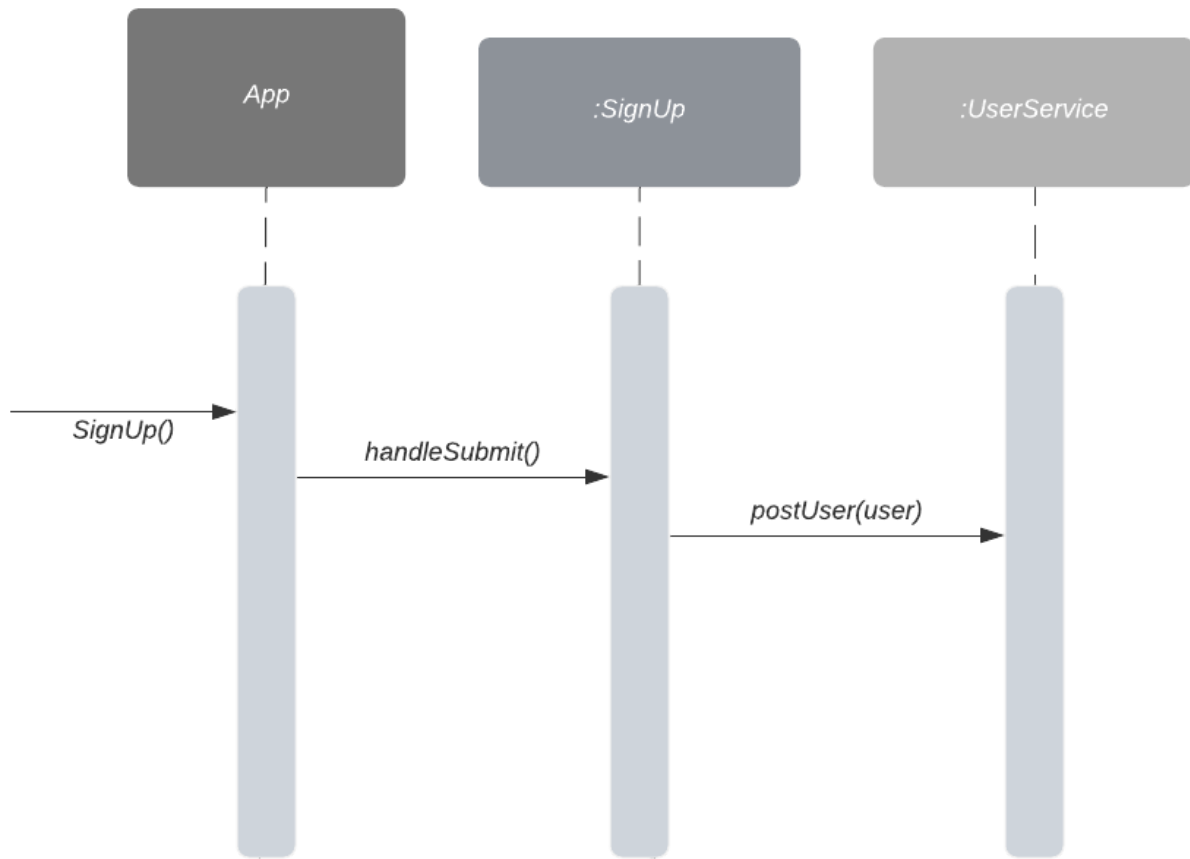 App
:SignUp
:UserService
SignUp()
handleSubmit()
postUser(user)